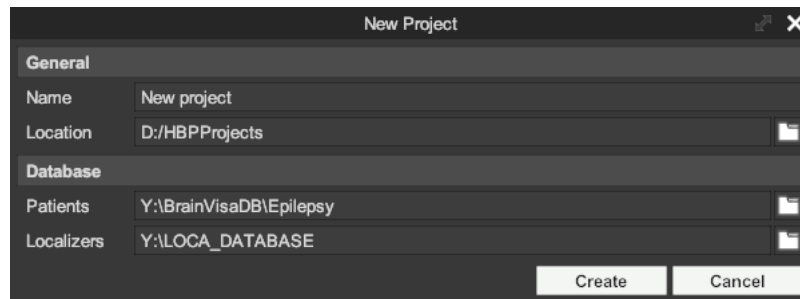 New Project
General
Name New project
Location D:/HBPProjects
Database
Patients Y:\BrainVisaDB\Epilepsy
Localizers Y:\LOCA_DATABASE
Create Cancel